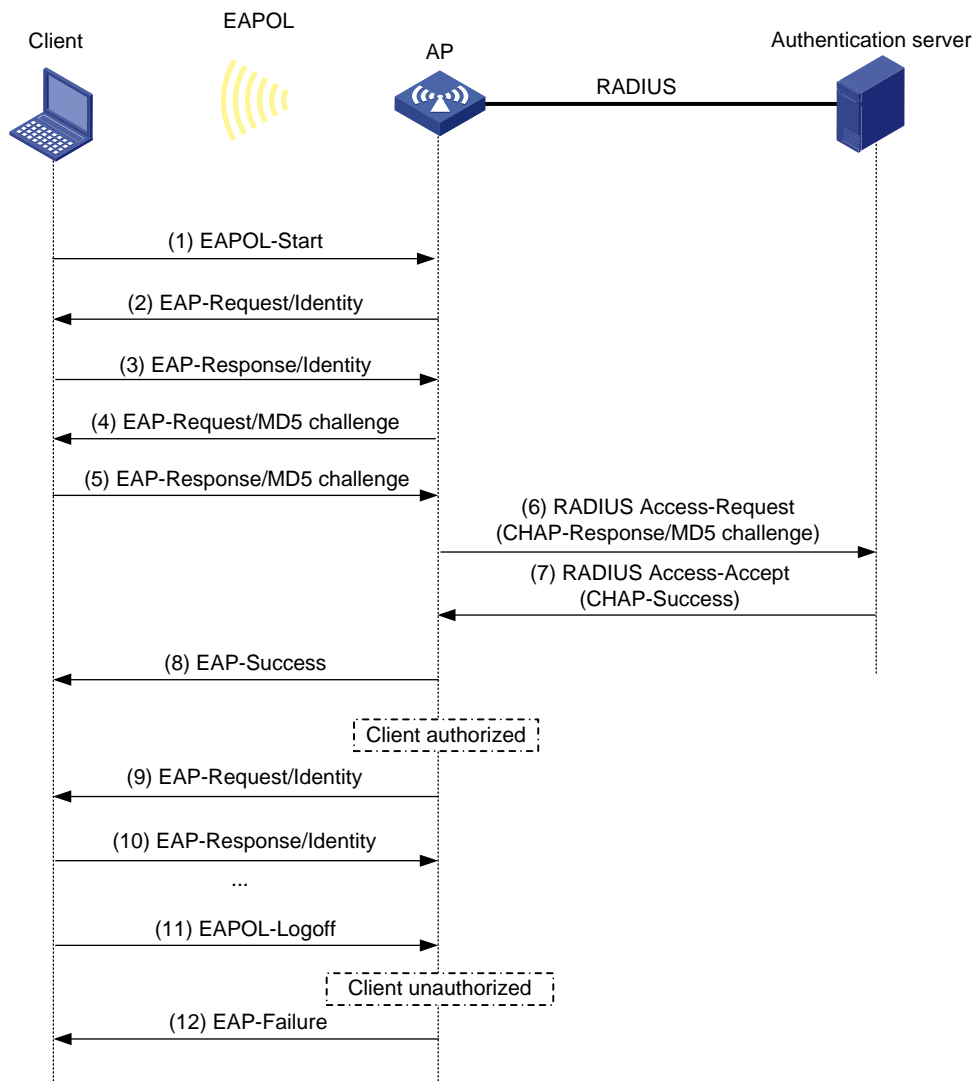 EAPOL
Client
AP
Authentication server
RADIUS
(1) EAPOL-Start
(2) EAP-Request/Identity
(3) EAP-Response/Identity
(4) EAP-Request/MD5 challenge
(5) EAP-Response/MD5 challenge
(6) RADIUS Access-Request
(CHAP-Response/MD5 challenge)
(7) RADIUS Access-Accept
(CHAP-Success)
(8) EAP-Success
Client authorized
(9) EAP-Request/Identity
(10) EAP-Response/Identity
...
(11) EAPOL-Logoff
Client unauthorized
(12) EAP-Failure